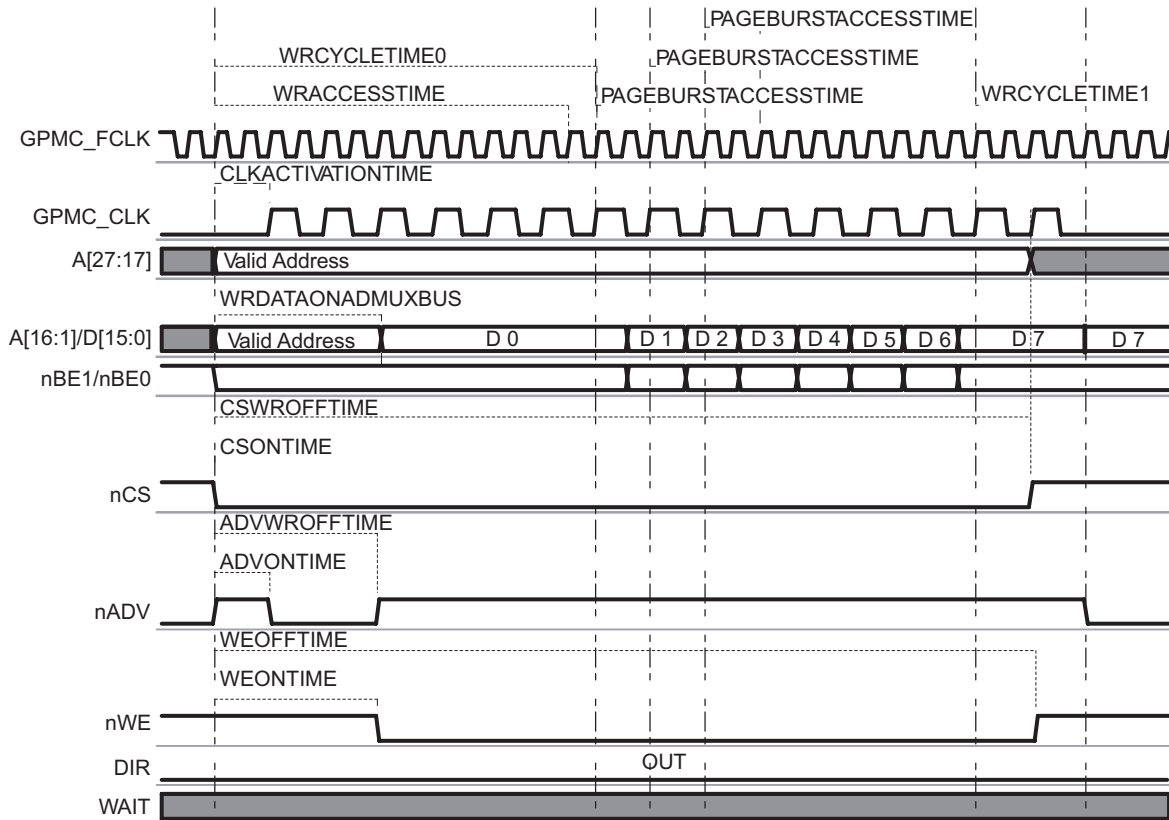 PAGEBURSTACCESSTIME
WRCYCLETIME0
PAGEBURSTACCESSTIME
WRACCESSTIME
PAGEBURSTACCESSTIME
WRCYCLETIME1
GPMC_FCLK
CLKACTIVATIONTIME
GPMC_CLK
A[27:17]
Valid Address
WRDATAONADMUXBUS
A[16:1]/D[15:0]
Valid Address
D 0
D 1
D 2
D 3
D 4
D 5
D 6
D 7
D 7
nBE1/nBE0
CSWROFFTIME
CSONTIME
nCS
ADVWROFFTIME
ADVONTIME
nADV
WEOFFTIME
WEONTIME
nWE
DIR
OUT
WAIT